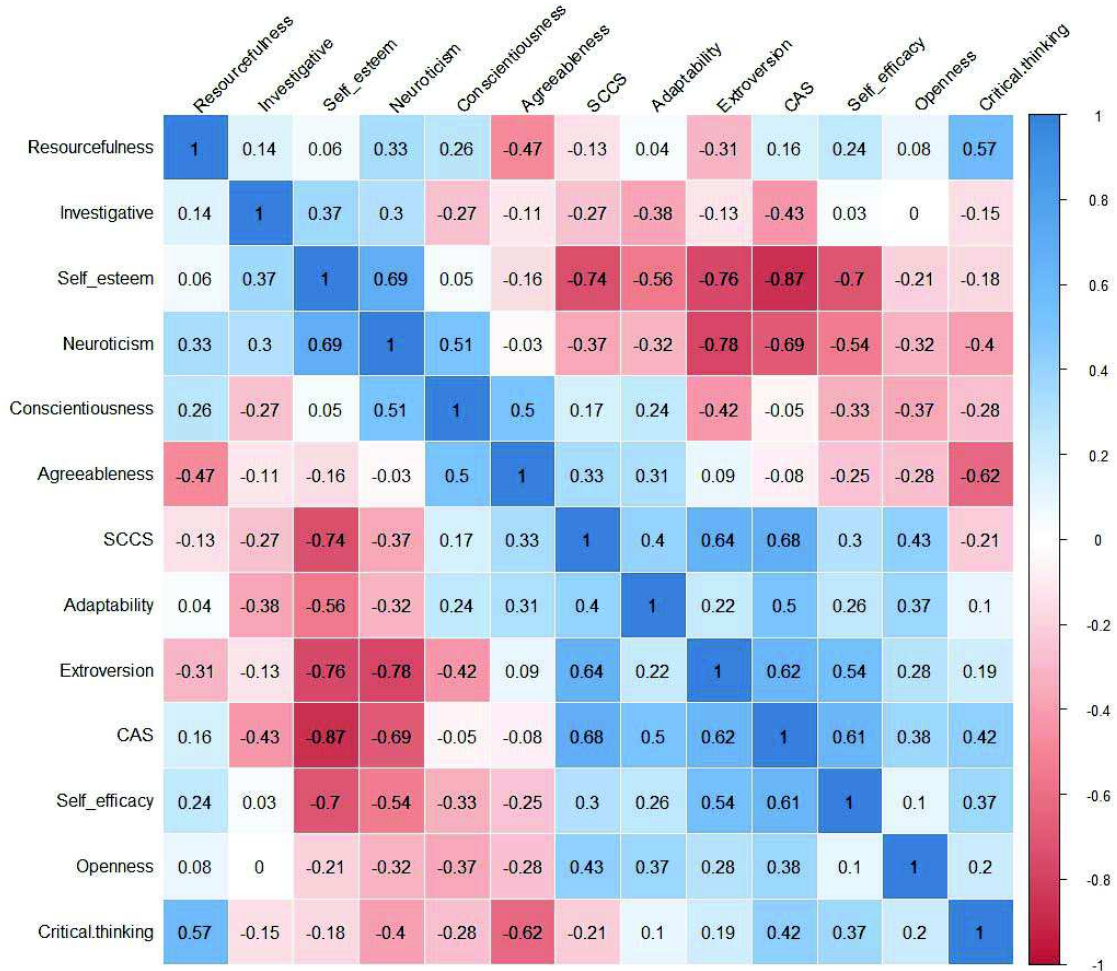 Resourcefulness Investigative Self_esteem Neuroticism Conscientiousness Agreeableness SCCS Adaptability Extroversion CAS Self_efficacy Openness Critical.thinking
Resourcefulness 1 0.14 0.06 0.33 0.26 -0.47 -0.13 0.04 -0.31 0.16 0.24 0.08 0.57
Investigative 0.14 1 0.37 0.3 -0.27 -0.11 -0.27 -0.38 -0.13 -0.43 0.03 0 -0.15
Self_esteem 0.06 0.37 1 0.69 0.05 -0.16 -0.74 -0.56 -0.76 -0.87 -0.7 -0.21 -0.18
Neuroticism 0.33 0.3 0.69 1 0.51 -0.03 -0.37 -0.32 -0.78 -0.69 -0.54 -0.32 -0.4
Conscientiousness 0.26 -0.27 0.05 0.51 1 0.5 0.17 0.24 -0.42 -0.05 -0.33 -0.37 -0.28
Agreeableness -0.47 -0.11 -0.16 -0.03 0.5 1 0.33 0.31 0.09 -0.08 -0.25 -0.28 -0.62
SCCS -0.13 -0.27 -0.74 -0.37 0.17 0.33 1 0.4 0.64 0.68 0.3 0.43 -0.21
Adaptability 0.04 -0.38 -0.56 -0.32 0.24 0.31 0.4 1 0.22 0.5 0.26 0.37 0.1
Extroversion -0.31 -0.13 -0.76 -0.78 -0.42 0.09 0.64 0.22 1 0.62 0.54 0.28 0.19
CAS 0.16 -0.43 -0.87 -0.69 -0.05 -0.08 0.68 0.5 0.62 1 0.61 0.38 0.42
Self_efficacy 0.24 0.03 -0.7 -0.54 -0.33 -0.25 0.3 0.26 0.54 0.61 1 0.1 0.37
Openness 0.08 0 -0.21 -0.32 -0.37 -0.28 0.43 0.37 0.28 0.38 0.1 1 0.2
Critical.thinking 0.57 -0.15 -0.18 -0.4 -0.28 -0.62 -0.21 0.1 0.19 0.42 0.37 0.2 1
1
0.8
0.6
0.4
0.2
0
-0.2
-0.4
-0.6
-0.8
-1